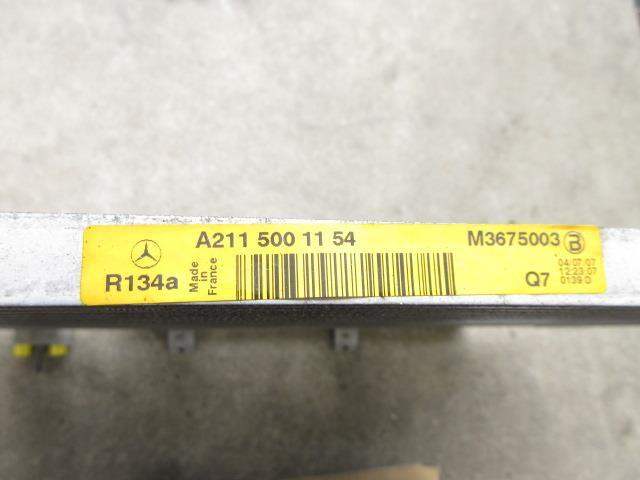 A211 500 11 54
M3675003 B
R134a
Made
in
France
Q7
04/07/07
12:23:07
0139 D